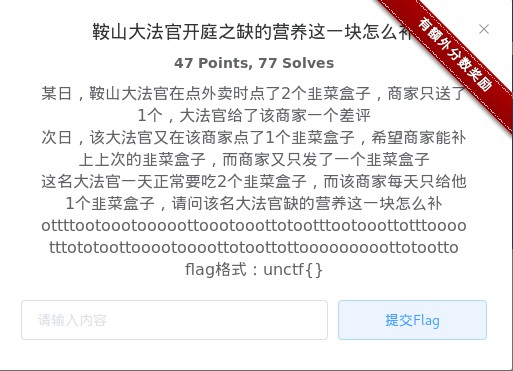 鞍山大法官开庭之缺的营养这一块怎么补
有额外分数奖励
47 Points, 77 Solves
某日，鞍山大法官在点外卖时点了2个韭菜盒子，商家只送了
1个，大法官给了该商家一个差评
次日，该大法官又在该商家点了1个韭菜盒子，希望商家能补
上上次的韭菜盒子，而商家又只发了一个韭菜盒子
这名大法官一天正常要吃2个韭菜盒子，而该商家每天只给他
1个韭菜盒子，请问该名大法官缺的营养这一块怎么补
ottttootoootooooottoootooottotootttootooottotttoooo
tttototoottooootoooottotoottottooooooooottotootto
flag格式：unctf{}
请输入内容
提交Flag